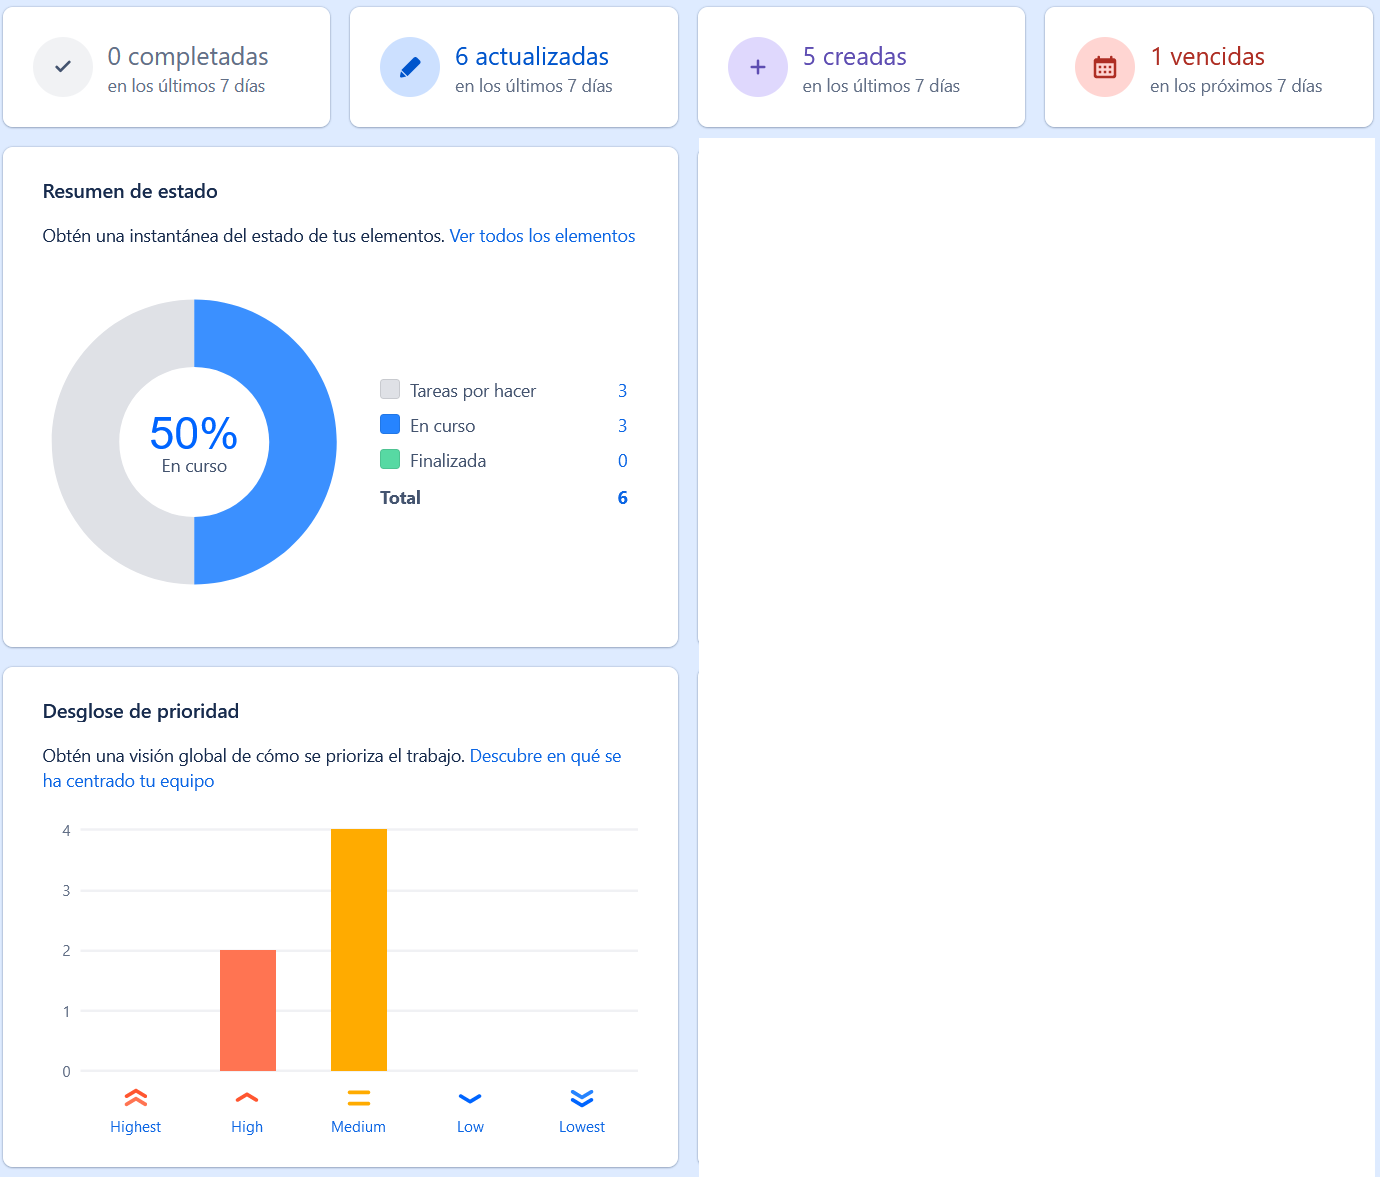 0 completadas
en los últimos 7 días
6 actualizadas
en los últimos 7 días
5 creadas
en los últimos 7 días
1 vencidas
en los próximos 7 días
Resumen de estado
Obtén una instantánea del estado de tus elementos. Ver todos los elementos
50%
En curso
Tareas por hacer 3
En curso 3
Finalizada 0
Total 6
Desglose de prioridad
Obtén una visión global de cómo se prioriza el trabajo. Descubre en qué se
ha centrado tu equipo
4
3
2
1
0
Highest High Medium Low Lowest